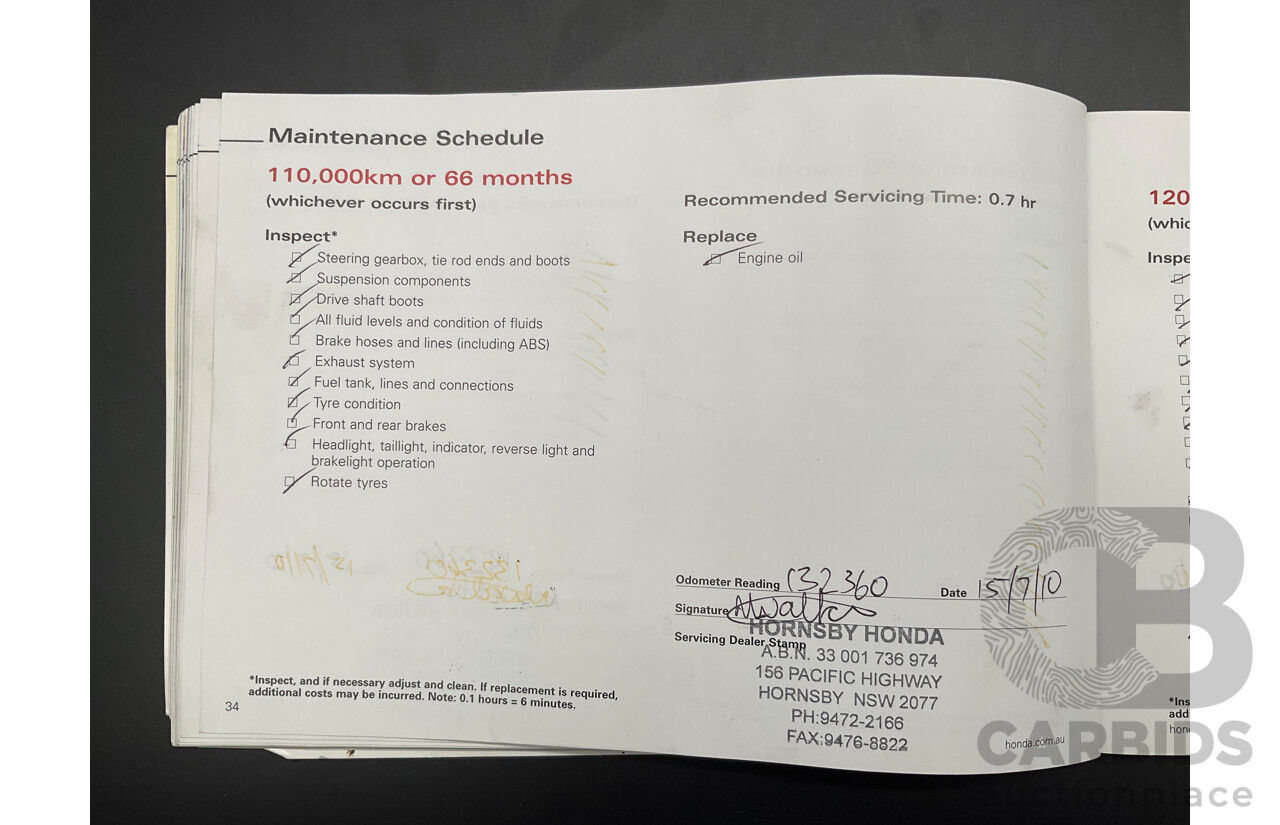 Maintenance Schedule
110,000km or 66 months
(whichever occurs first)
Recommended Servicing Time: 0.7 hr
Inspect*
Steering gearbox, tie rod ends and boots
Suspension components
Drive shaft boots
All fluid levels and condition of fluids
Brake hoses and lines (including ABS)
Exhaust system
Fuel tank, lines and connections
Tyre condition
Front and rear brakes
Headlight, taillight, indicator, reverse light and
brakelight operation
Rotate tyres
Replace
Engine oil
Odometer Reading 132360 Date 15/7/10
Signature
Servicing Dealer Stamp
HORNSBY HONDA
A.B.N. 33 001 736 974
156 PACIFIC HIGHWAY
HORNSBY NSW 2077
PH:9472-2166
FAX:9476-8822
*Inspect, and if necessary adjust and clean. If replacement is required,
additional costs may be incurred. Note: 0.1 hours = 6 minutes.
34
honda.com.au
120
(whic
Inspe
*Ins
add
hon
CARBIDS
auctionplace